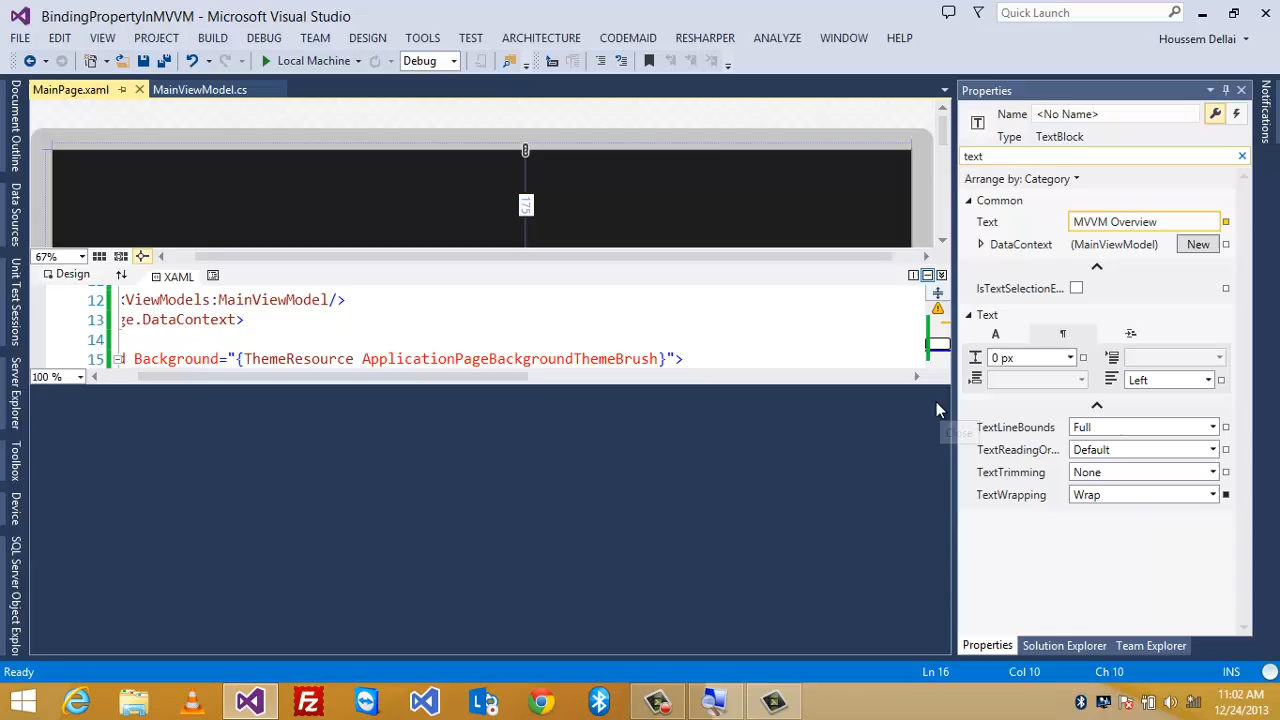 BindingPropertyInMVVM - Microsoft Visual Studio
Quick Launch
FILE EDIT VIEW PROJECT BUILD DEBUG TEAM DESIGN TOOLS TEST ARCHITECTURE CODEMAID RESHARPER ANALYZE WINDOW HELP
Houssem Dellai
Local Machine Debug
MainPage.xaml MainViewModel.cs
Document Outline
Data Sources
Unit Test Sessions
Server Explorer
Toolbox
Device
SQL Server Object Explo
175
67%
Design XAML
12 ViewModels:MainViewModel/>
13 ge.DataContext>
14
15 Background="{ThemeResource ApplicationPageBackgroundThemeBrush}">
100 %
Close
Properties
Name <No Name>
Type TextBlock
text
Arrange by: Category
Common
Text MVVM Overview
DataContext (MainViewModel) New
IsTextSelectionE...
Text
0 px
Left
TextLineBounds Full
TextReadingOr... Default
TextTrimming None
TextWrapping Wrap
Properties Solution Explorer Team Explorer
Notifications
Ready Ln 16 Col 10 Ch 10 INS
11:02 AM
12/24/2013